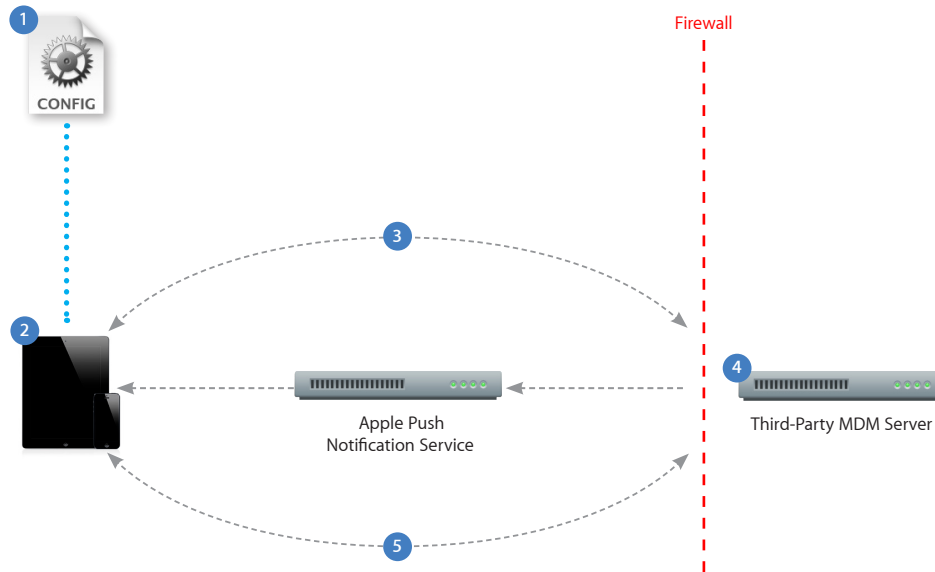 1
Firewall
CONFIG
3
2
4
Apple Push
Notification Service
Third-Party MDM Server
5